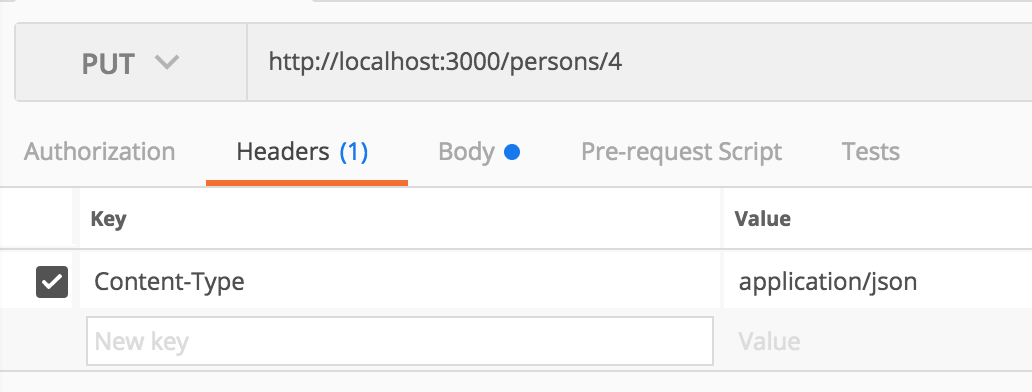 PUT http://localhost:3000/persons/4
Authorization Headers (1) Body Pre-request Script Tests
Key Value
Content-Type application/json
New key Value